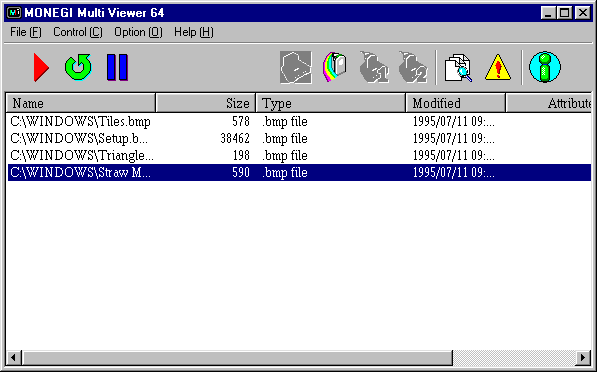 MONEGI Multi Viewer 64
File (F) Control (C) Option (O) Help (H)
1 2
Name Size Type Modified Attribute
C:\WINDOWS\Tiles.bmp 578 .bmp file 1995/07/11 09:...
C:\WINDOWS\Setup.b... 38462 .bmp file 1995/07/11 09:...
C:\WINDOWS\Triangle... 198 .bmp file 1995/07/11 09:...
C:\WINDOWS\Straw M... 590 .bmp file 1995/07/11 09:...